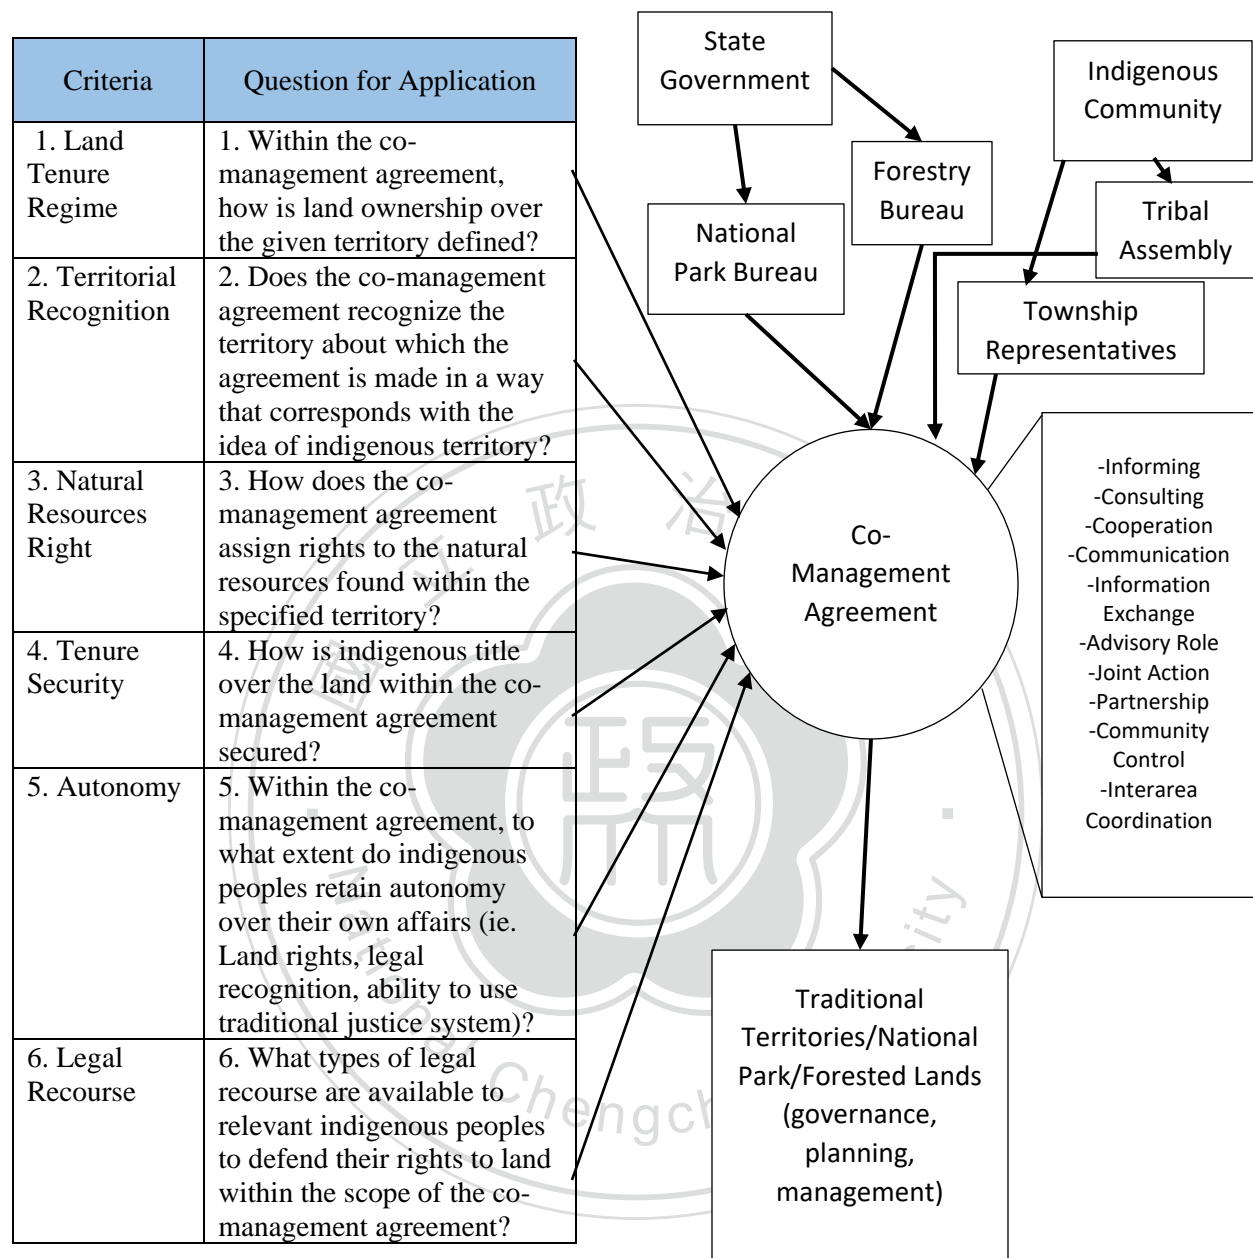 Criteria
Question for Application
1. Land
Tenure
Regime
1. Within the co-
management agreement,
how is land ownership over
the given territory defined?
2. Territorial
Recognition
2. Does the co-management
agreement recognize the
territory about which the
agreement is made in a way
that corresponds with the
idea of indigenous territory?
3. Natural
Resources
Right
3. How does the co-
management agreement
assign rights to the natural
resources found within the
specified territory?
4. Tenure
Security
4. How is indigenous title
over the land within the co-
management agreement
secured?
5. Autonomy
5. Within the co-
management agreement, to
what extent do indigenous
peoples retain autonomy
over their own affairs (ie.
Land rights, legal
recognition, ability to use
traditional justice system)?
6. Legal
Recourse
6. What types of legal
recourse are available to
relevant indigenous peoples
to defend their rights to land
within the scope of the co-
management agreement?
State
Government
Indigenous
Community
Forestry
Bureau
Tribal
Assembly
National
Park Bureau
Township
Representatives
Co-
Management
Agreement
-Informing
-Consulting
-Cooperation
-Communication
-Information
Exchange
-Advisory Role
-Joint Action
-Partnership
-Community
Control
-Interarea
Coordination
Traditional
Territories/National
Park/Forested Lands
(governance,
planning,
management)
國立政治
National Chengch
sity
政